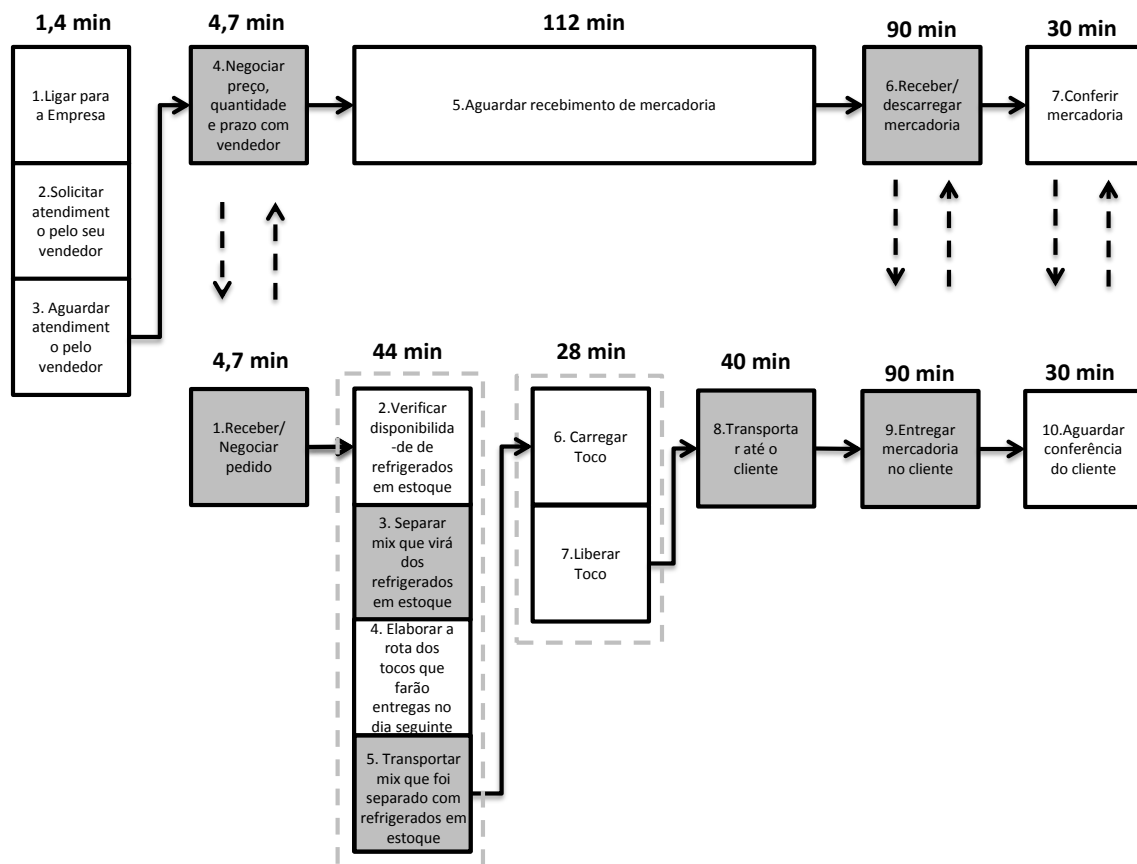 1,4 min
4,7 min
112 min
90 min
30 min
1.Ligar para
a Empresa
2.Solicitar
atendiment
o pelo seu
vendedor
3. Aguardar
atendiment
o pelo
vendedor
4.Negociar
preço,
quantidade
e prazo com
vendedor
5.Aguardar recebimento de mercadoria
6.Receber/
descarregar
mercadoria
7.Conferir
mercadoria
4,7 min
44 min
28 min
40 min
90 min
30 min
1.Receber/
Negociar
pedido
2.Verificar
disponibilida
-de de
refrigerados
em estoque
3. Separar
mix que virá
dos
refrigerados
em estoque
4. Elaborar a
rota dos
tocos que
farão
entregas no
dia seguinte
5. Transportar
mix que foi
separado com
refrigerados em
estoque
6. Carregar
Toco
7.Liberar
Toco
8.Transporta
r até o
cliente
9.Entregar
mercadoria
no cliente
10.Aguardar
conferência
do cliente